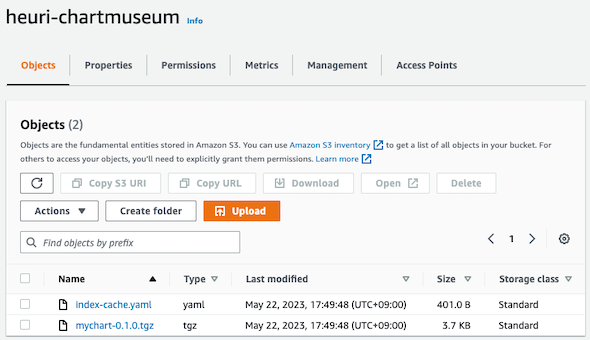 heuri-chartmuseum Info
Objects Properties Permissions Metrics Management Access Points
Objects (2)
Objects are the fundamental entities stored in Amazon S3. You can use Amazon S3 inventory to get a list of all objects in your bucket. For
others to access your objects, you'll need to explicitly grant them permissions. Learn more
Copy S3 URI Copy URL Download Open Delete
Actions Create folder Upload
Find objects by prefix 1
Name Type Last modified Size Storage class
index-cache.yaml yaml May 22, 2023, 17:49:48 (UTC+09:00) 401.0 B Standard
mychart-0.1.0.tgz tgz May 22, 2023, 17:49:48 (UTC+09:00) 3.7 KB Standard